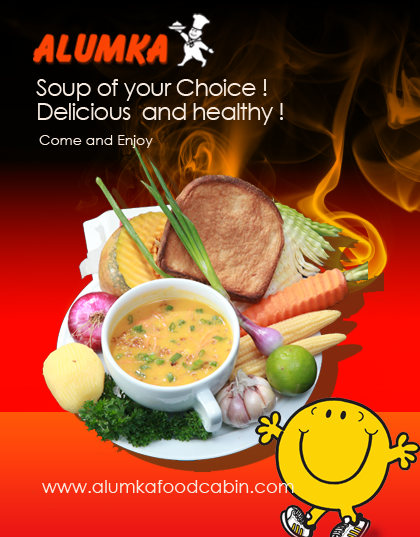 ALUMKA
Soup of your Choice !
Delicious and healthy !
Come and Enjoy
www.alumkafoodcabin.com